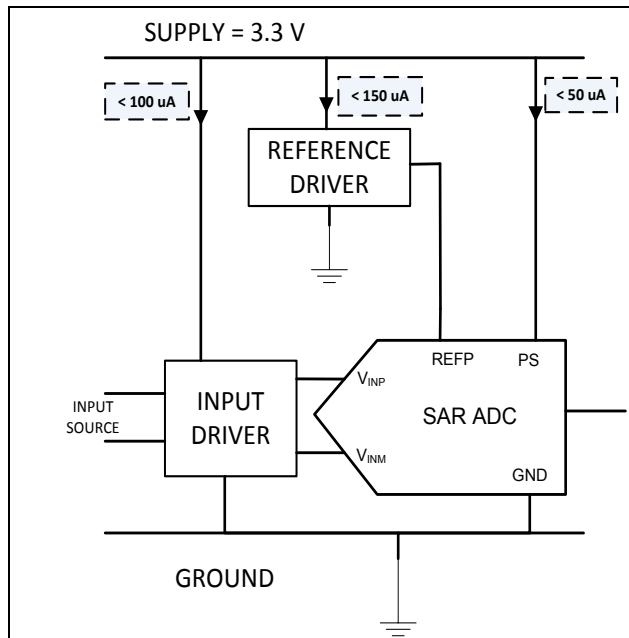 SUPPLY = 3.3 V
< 100 uA
< 150 uA
< 50 uA
REFERENCE
DRIVER
REFP
PS
INPUT
SOURCE
INPUT
DRIVER
VINP
VINM
SAR ADC
GND
GROUND